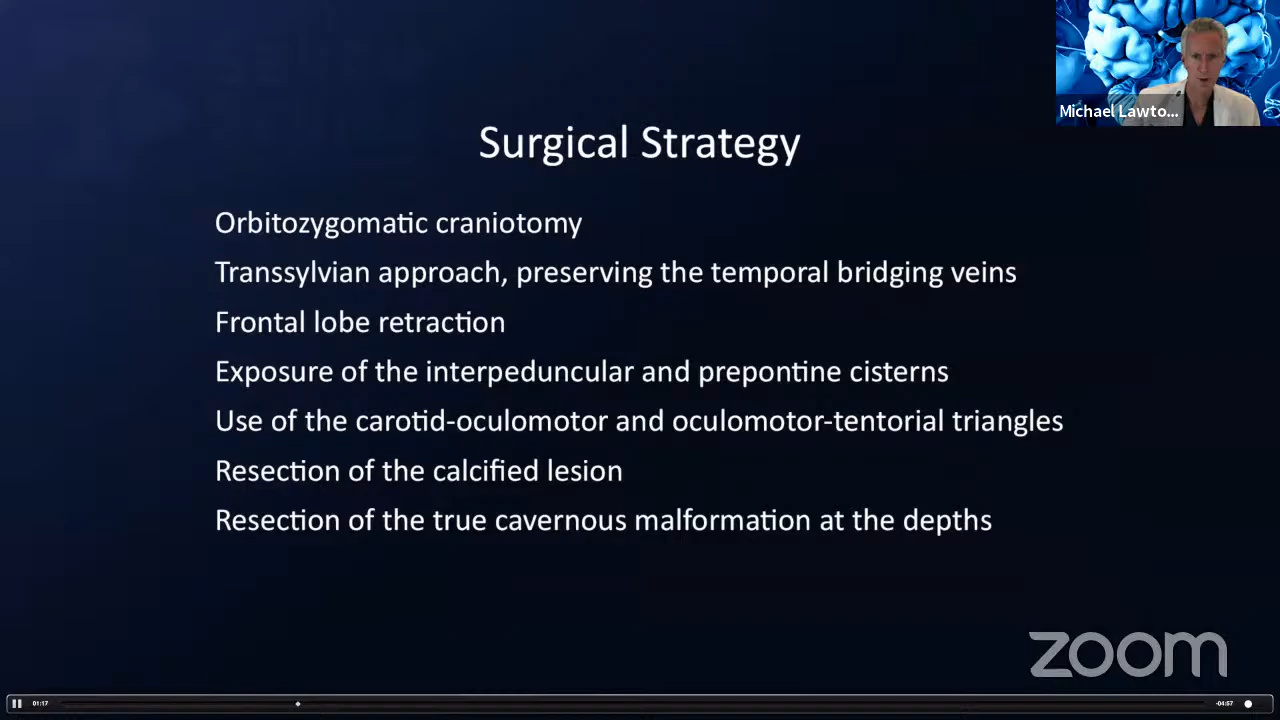 Michael Lawto...
Surgical Strategy
Orbitozygomatic craniotomy
Transsylvian approach, preserving the temporal bridging veins
Frontal lobe retraction
Exposure of the interpeduncular and prepontine cisterns
Use of the carotid-oculomotor and oculomotor-tentorial triangles
Resection of the calcified lesion
Resection of the true cavernous malformation at the depths
zoom
01:17
-04:57